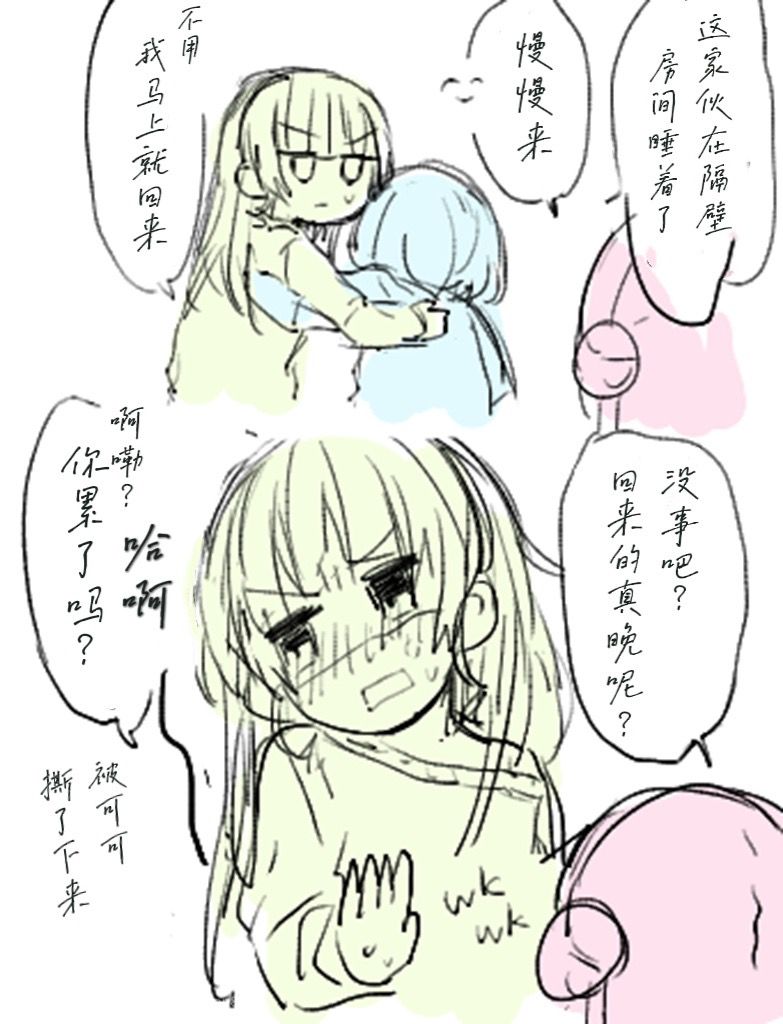 这家伙在隔壁
房间睡着了
慢慢来
不用
我马上就回来
没事吧？
回来的真晚呢？
啊嘞？
你累了吗？
哈
啊
wk
wk
被可可
撕了下来